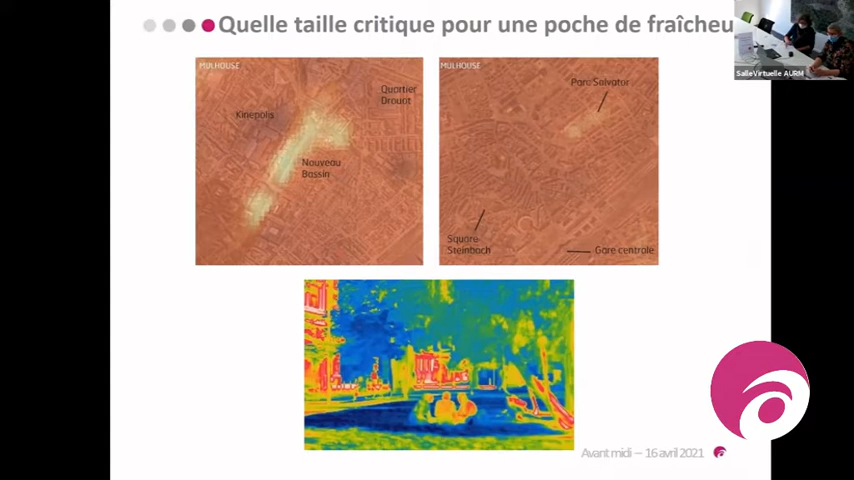 Quelle taille critique pour une poche de fraîcheu
SalleVirtuelle AURM
MULHOUSE
Quartier
Drouot
Kinepolis
Nouveau
Bassin
MULHOUSE
Parc Salvator
Square
Steinbach
Gare centrale
Avant midi – 16 avril 2021